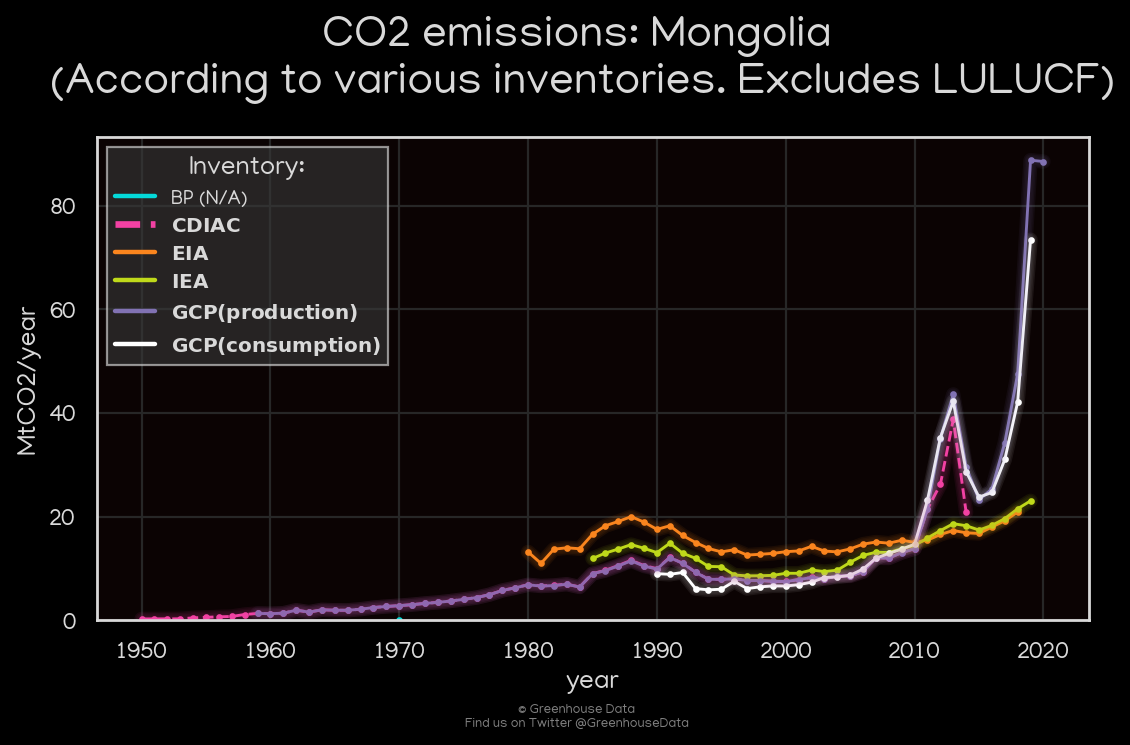 CO2 emissions: Mongolia
(According to various inventories. Excludes LULUCF)
Inventory:
BP (N/A)
CDIAC
EIA
IEA
GCP(production)
GCP(consumption)
MtCO2/year
80
60
40
20
0
1950 1960 1970 1980 1990 2000 2010 2020
year
© Greenhouse Data
Find us on Twitter @GreenhouseData